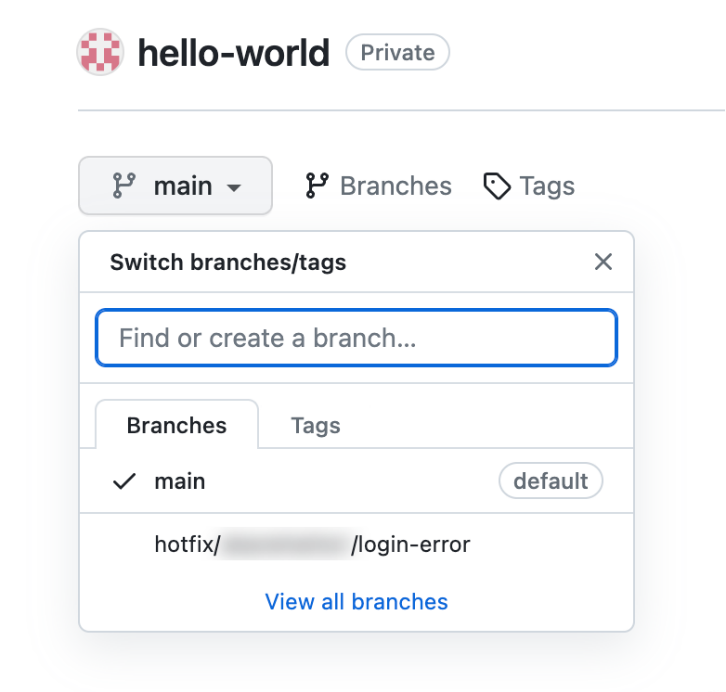 hello-world Private
main Branches Tags
Switch branches/tags
Find or create a branch...
Branches Tags
main default
hotfix/ /login-error
View all branches